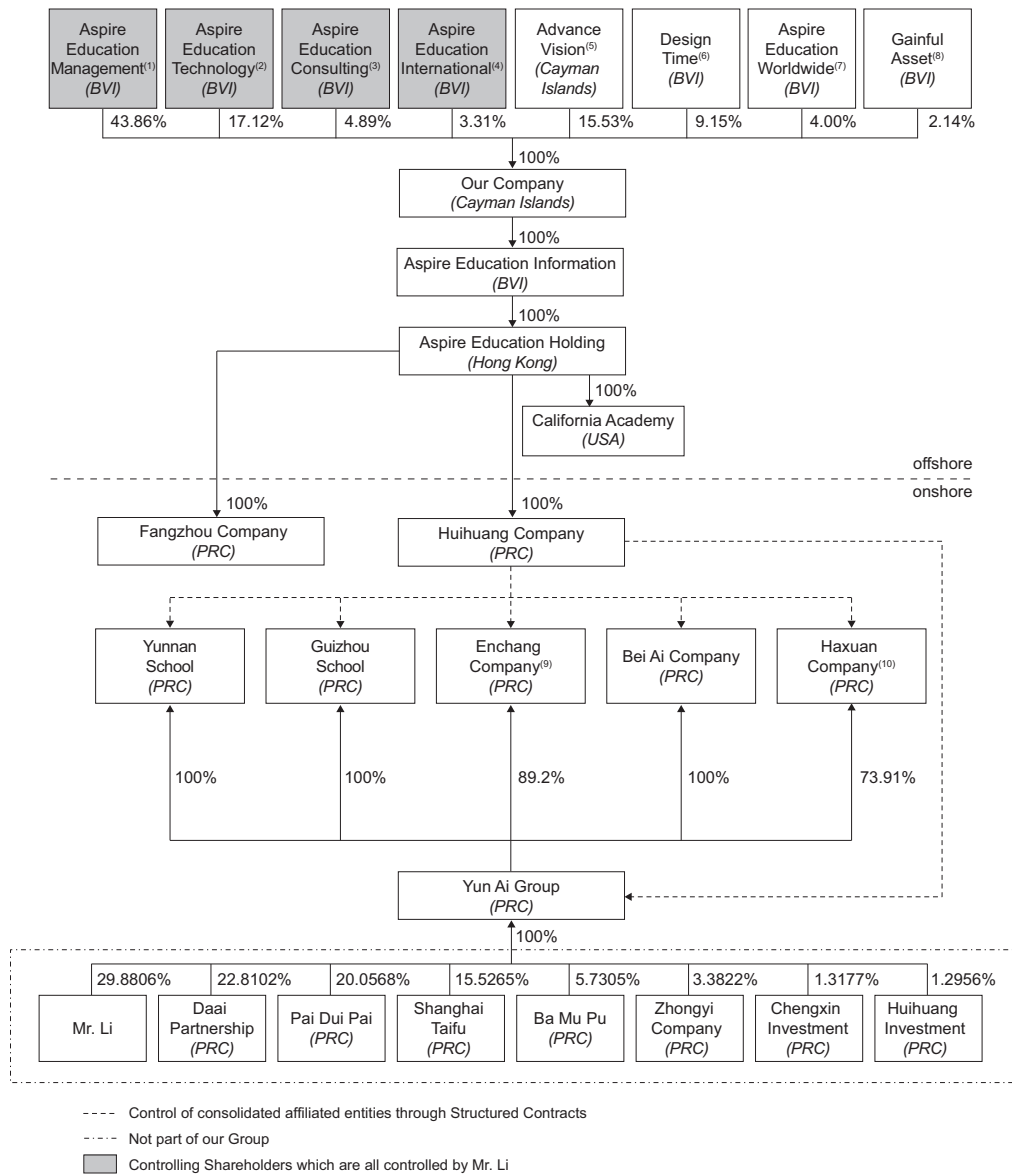 Aspire
Education
Management(1)
(BVI)
Aspire
Education
Technology(2)
(BVI)
Aspire
Education
Consulting(3)
(BVI)
Aspire
Education
International(4)
(BVI)
Advance
Vision(5)
(Cayman
Islands)
Design
Time(6)
(BVI)
Aspire
Education
Worldwide(7)
(BVI)
Gainful
Asset(8)
(BVI)
43.86%
17.12%
4.89%
3.31%
15.53%
9.15%
4.00%
2.14%
100%
Our Company
(Cayman Islands)
100%
Aspire Education Information
(BVI)
100%
Aspire Education Holding
(Hong Kong)
100%
California Academy
(USA)
offshore
onshore
100%
100%
Fangzhou Company
(PRC)
Huihuang Company
(PRC)
Yunnan
School
(PRC)
Guizhou
School
(PRC)
Enchang
Company(9)
(PRC)
Bei Ai Company
(PRC)
Haxuan
Company(10)
(PRC)
100%
100%
89.2%
100%
73.91%
Yun Ai Group
(PRC)
100%
29.8806%
22.8102%
20.0568%
15.5265%
5.7305%
3.3822%
1.3177%
1.2956%
Mr. Li
Daai
Partnership
(PRC)
Pai Dui Pai
(PRC)
Shanghai
Taifu
(PRC)
Ba Mu Pu
(PRC)
Zhongyi
Company
(PRC)
Chengxin
Investment
(PRC)
Huihuang
Investment
(PRC)
Control of consolidated affiliated entities through Structured Contracts
Not part of our Group
Controlling Shareholders which are all controlled by Mr. Li